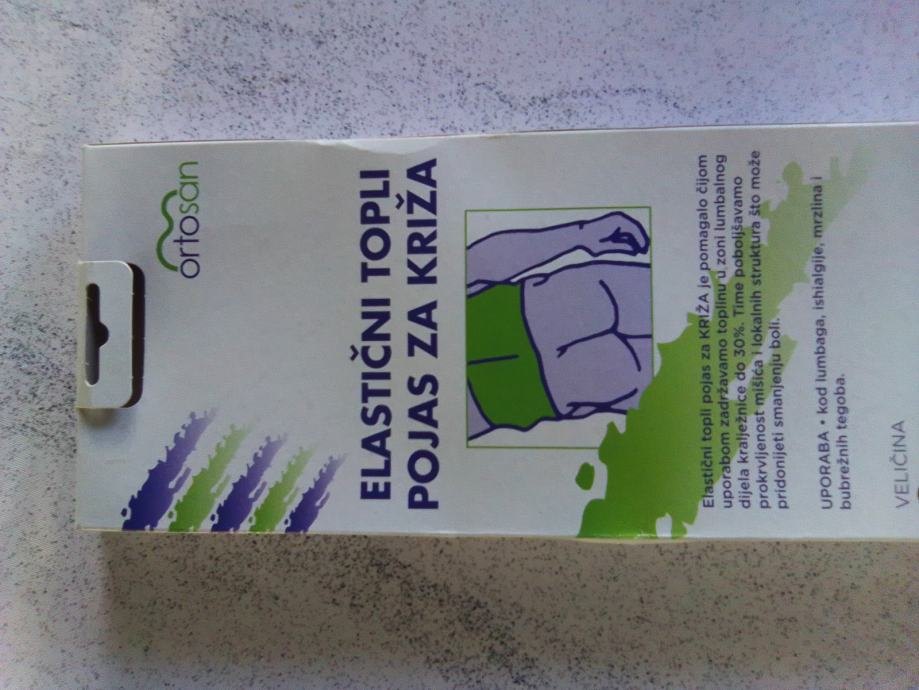 ortosan
ELASTIČNI TOPLI
POJAS ZA KRIŽA
Elastični topli pojas za KRIŽA je pomagalo čijom
uporabom zadržavamo toplinu u zoni lumbalnog
dijela kralježnice do 30%. Time poboljšavamo
prokrvljenost mišića i lokalnih struktura što može
pridonijeti smanjenju boli.
UPORABA • kod lumbaga, ishialgije, mrzlina i
bubrežnih tegoba.
VELIČINA